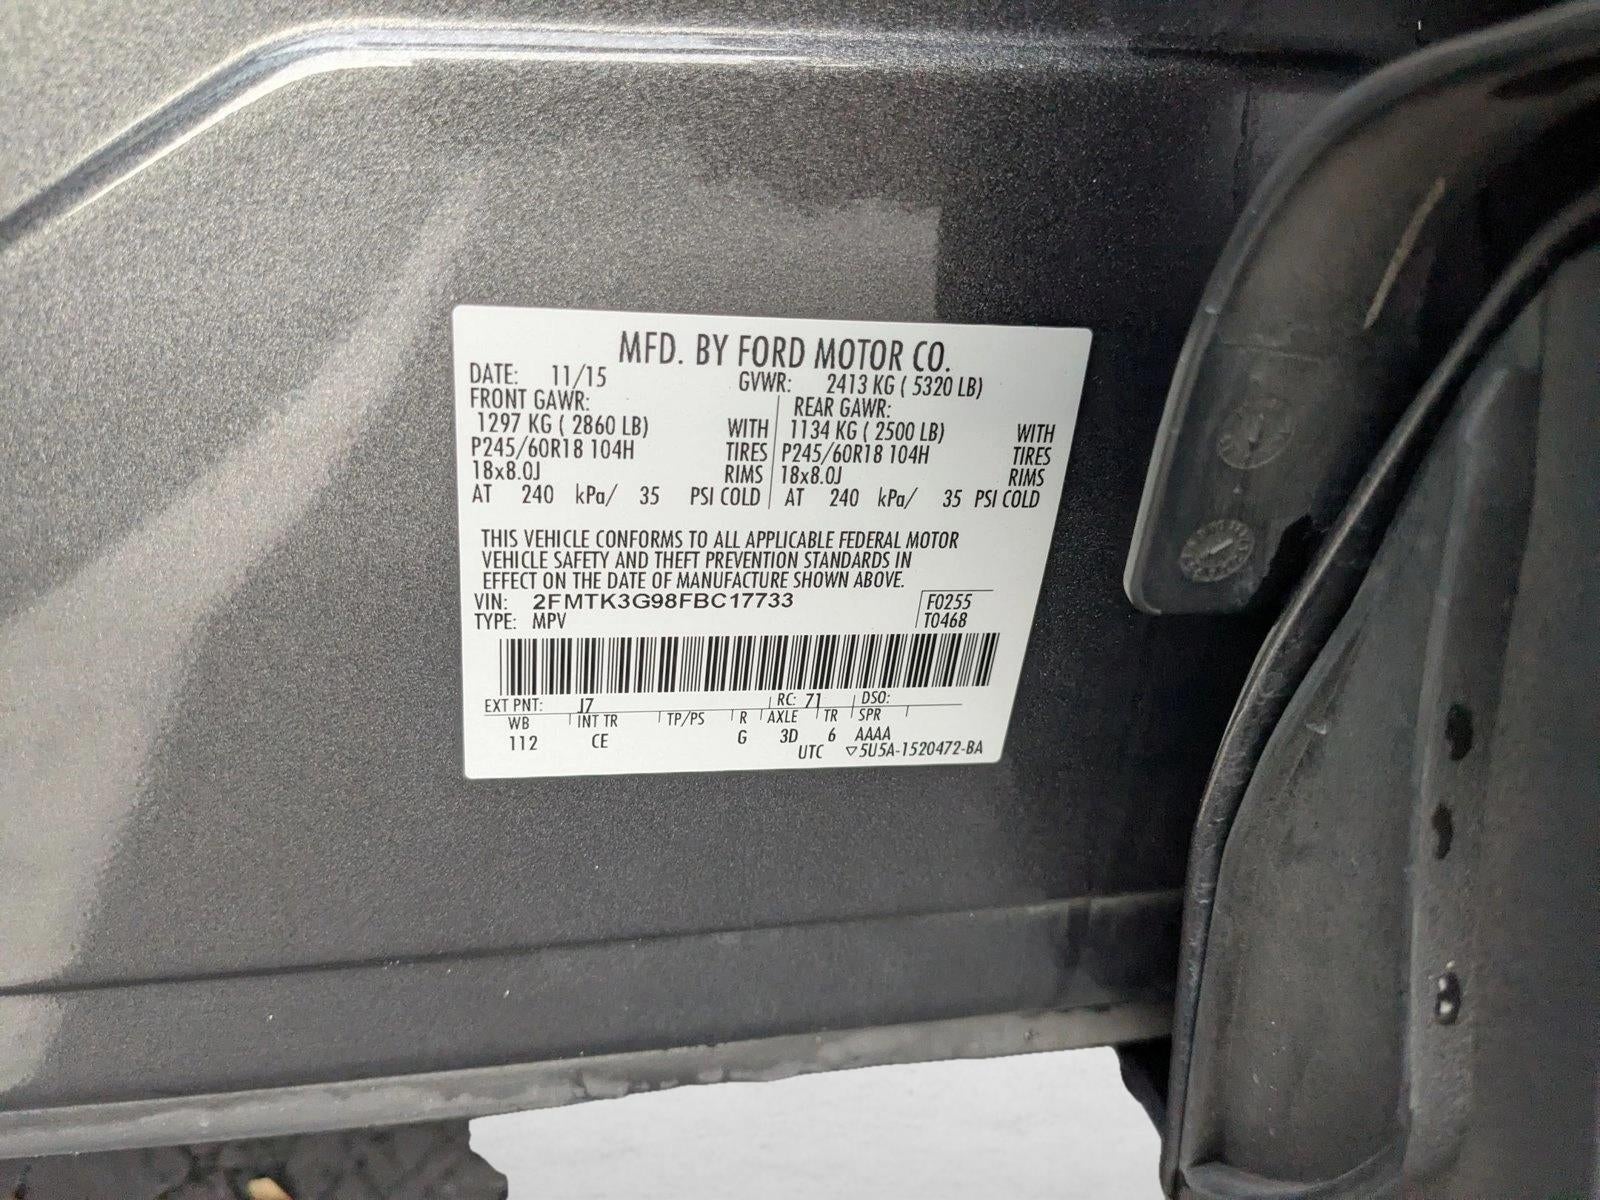 MFD. BY FORD MOTOR CO.
DATE: 11/15 GVWR: 2413 KG ( 5320 LB)
FRONT GAWR: REAR GAWR:
1297 KG ( 2860 LB) WITH 1134 KG ( 2500 LB) WITH
P245/60R18 104H TIRES P245/60R18 104H TIRES
18x8.0J RIMS 18x8.0J RIMS
AT 240 kPa/ 35 PSI COLD AT 240 kPa/ 35 PSI COLD
THIS VEHICLE CONFORMS TO ALL APPLICABLE FEDERAL MOTOR
VEHICLE SAFETY AND THEFT PREVENTION STANDARDS IN
EFFECT ON THE DATE OF MANUFACTURE SHOWN ABOVE.
VIN: 2FMTK3G98FBC17733 F0255
TYPE: MPV T0468
EXT PNT: J7 RC: 71 DSO:
WB INT TR TP/PS R AXLE TR SPR
112 CE G 3D 6 AAAA
UTC ▽5U5A-1520472-BA